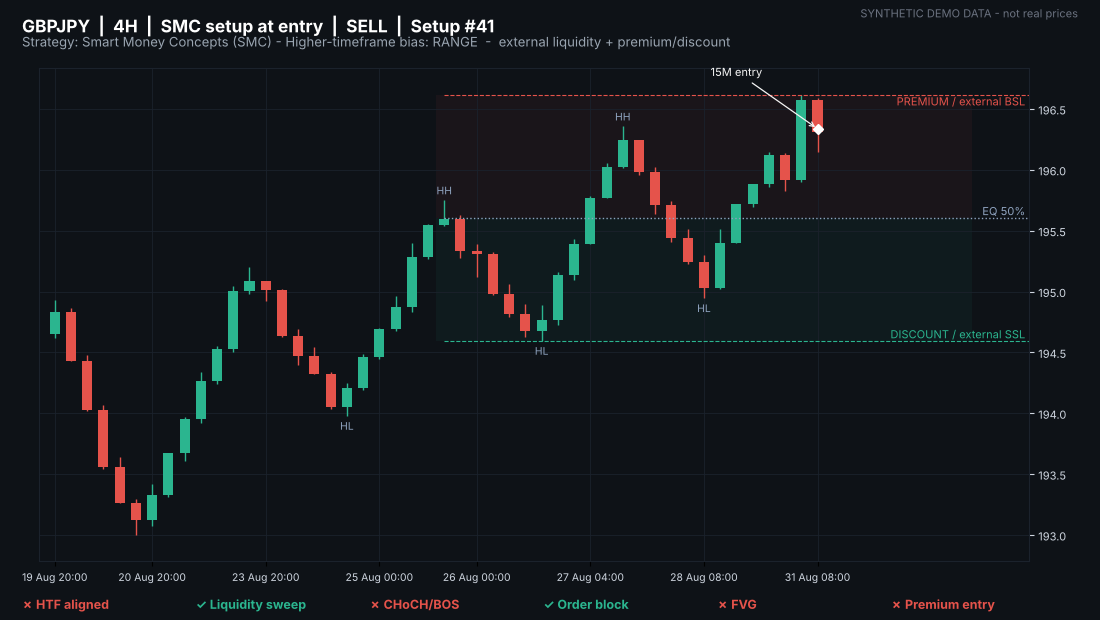 SYNTHETIC DEMO DATA - not real prices
GBPJPY | 4H | SMC setup at entry | SELL | Setup #41
Strategy: Smart Money Concepts (SMC) - Higher-timeframe bias: RANGE - external liquidity + premium/discount
15M entry
PREMIUM / external BSL
196.5
HH
196.0
HH
EQ 50%
195.5
195.0
HL
DISCOUNT / external SSL
194.5
HL
194.0
HL
193.5
193.0
19 Aug 20:00 20 Aug 20:00 23 Aug 20:00 25 Aug 00:00 26 Aug 00:00 27 Aug 04:00 28 Aug 08:00 31 Aug 08:00
× HTF aligned ✓ Liquidity sweep × CHoCH/BOS ✓ Order block × FVG × Premium entry